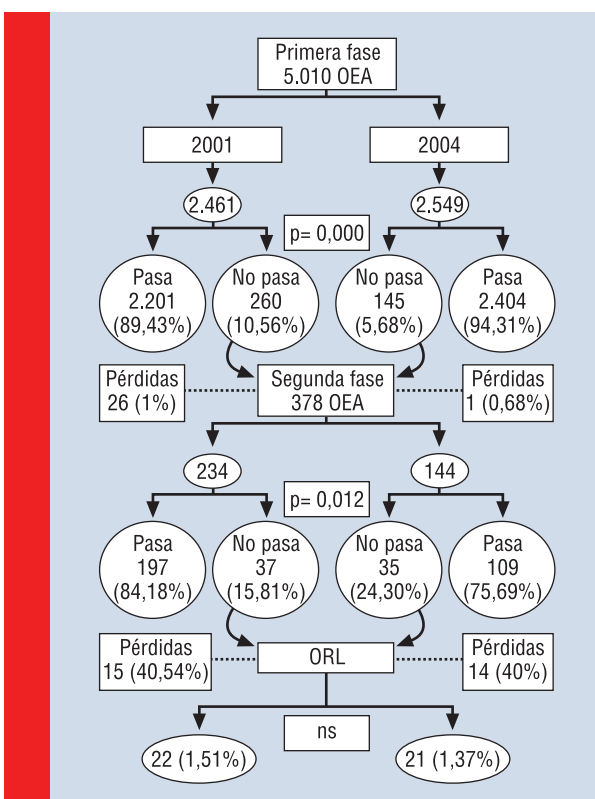 Primera fase
5.010 OEA
2001
2004
2.461
2.549
p= 0,000
Pasa
2.201
(89,43%)
No pasa
260
(10,56%)
No pasa
145
(5,68%)
Pasa
2.404
(94,31%)
Pérdidas
26 (1%)
Segunda fase
378 OEA
Pérdidas
1 (0,68%)
234
144
p= 0,012
Pasa
197
(84,18%)
No pasa
37
(15,81%)
No pasa
35
(24,30%)
Pasa
109
(75,69%)
Pérdidas
15 (40,54%)
ORL
Pérdidas
14 (40%)
ns
22 (1,51%)
21 (1,37%)